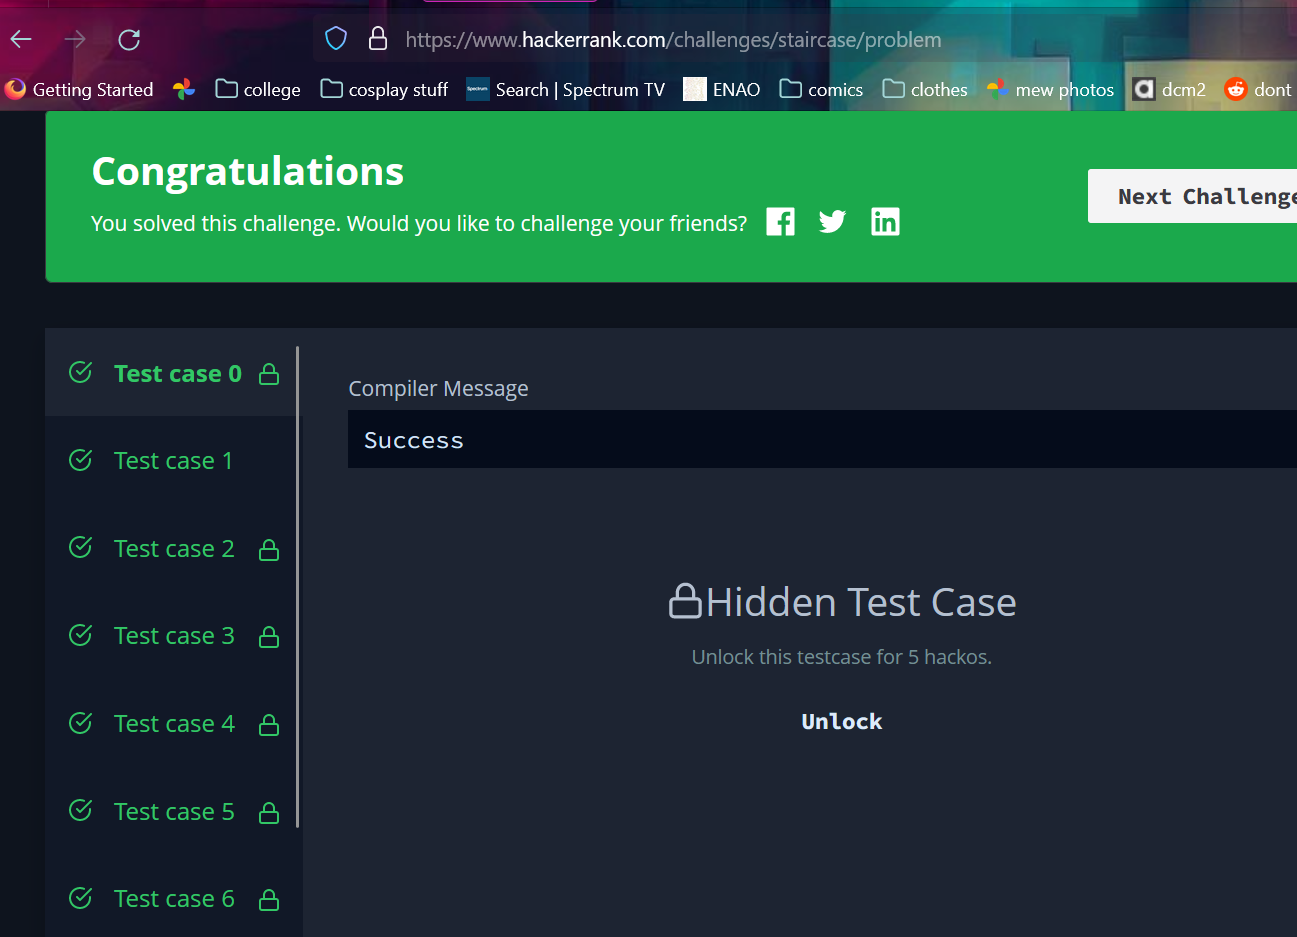 https://www.hackerrank.com/challenges/staircase/problem
Getting Started college cosplay stuff Spectrum Search | Spectrum TV ENAO comics clothes mew photos a dcm2 dont
Congratulations
Next Challenge
You solved this challenge. Would you like to challenge your friends?
Test case 0
Compiler Message
Success
Test case 1
Test case 2
Hidden Test Case
Test case 3
Unlock this testcase for 5 hackos.
Test case 4
Unlock
Test case 5
Test case 6